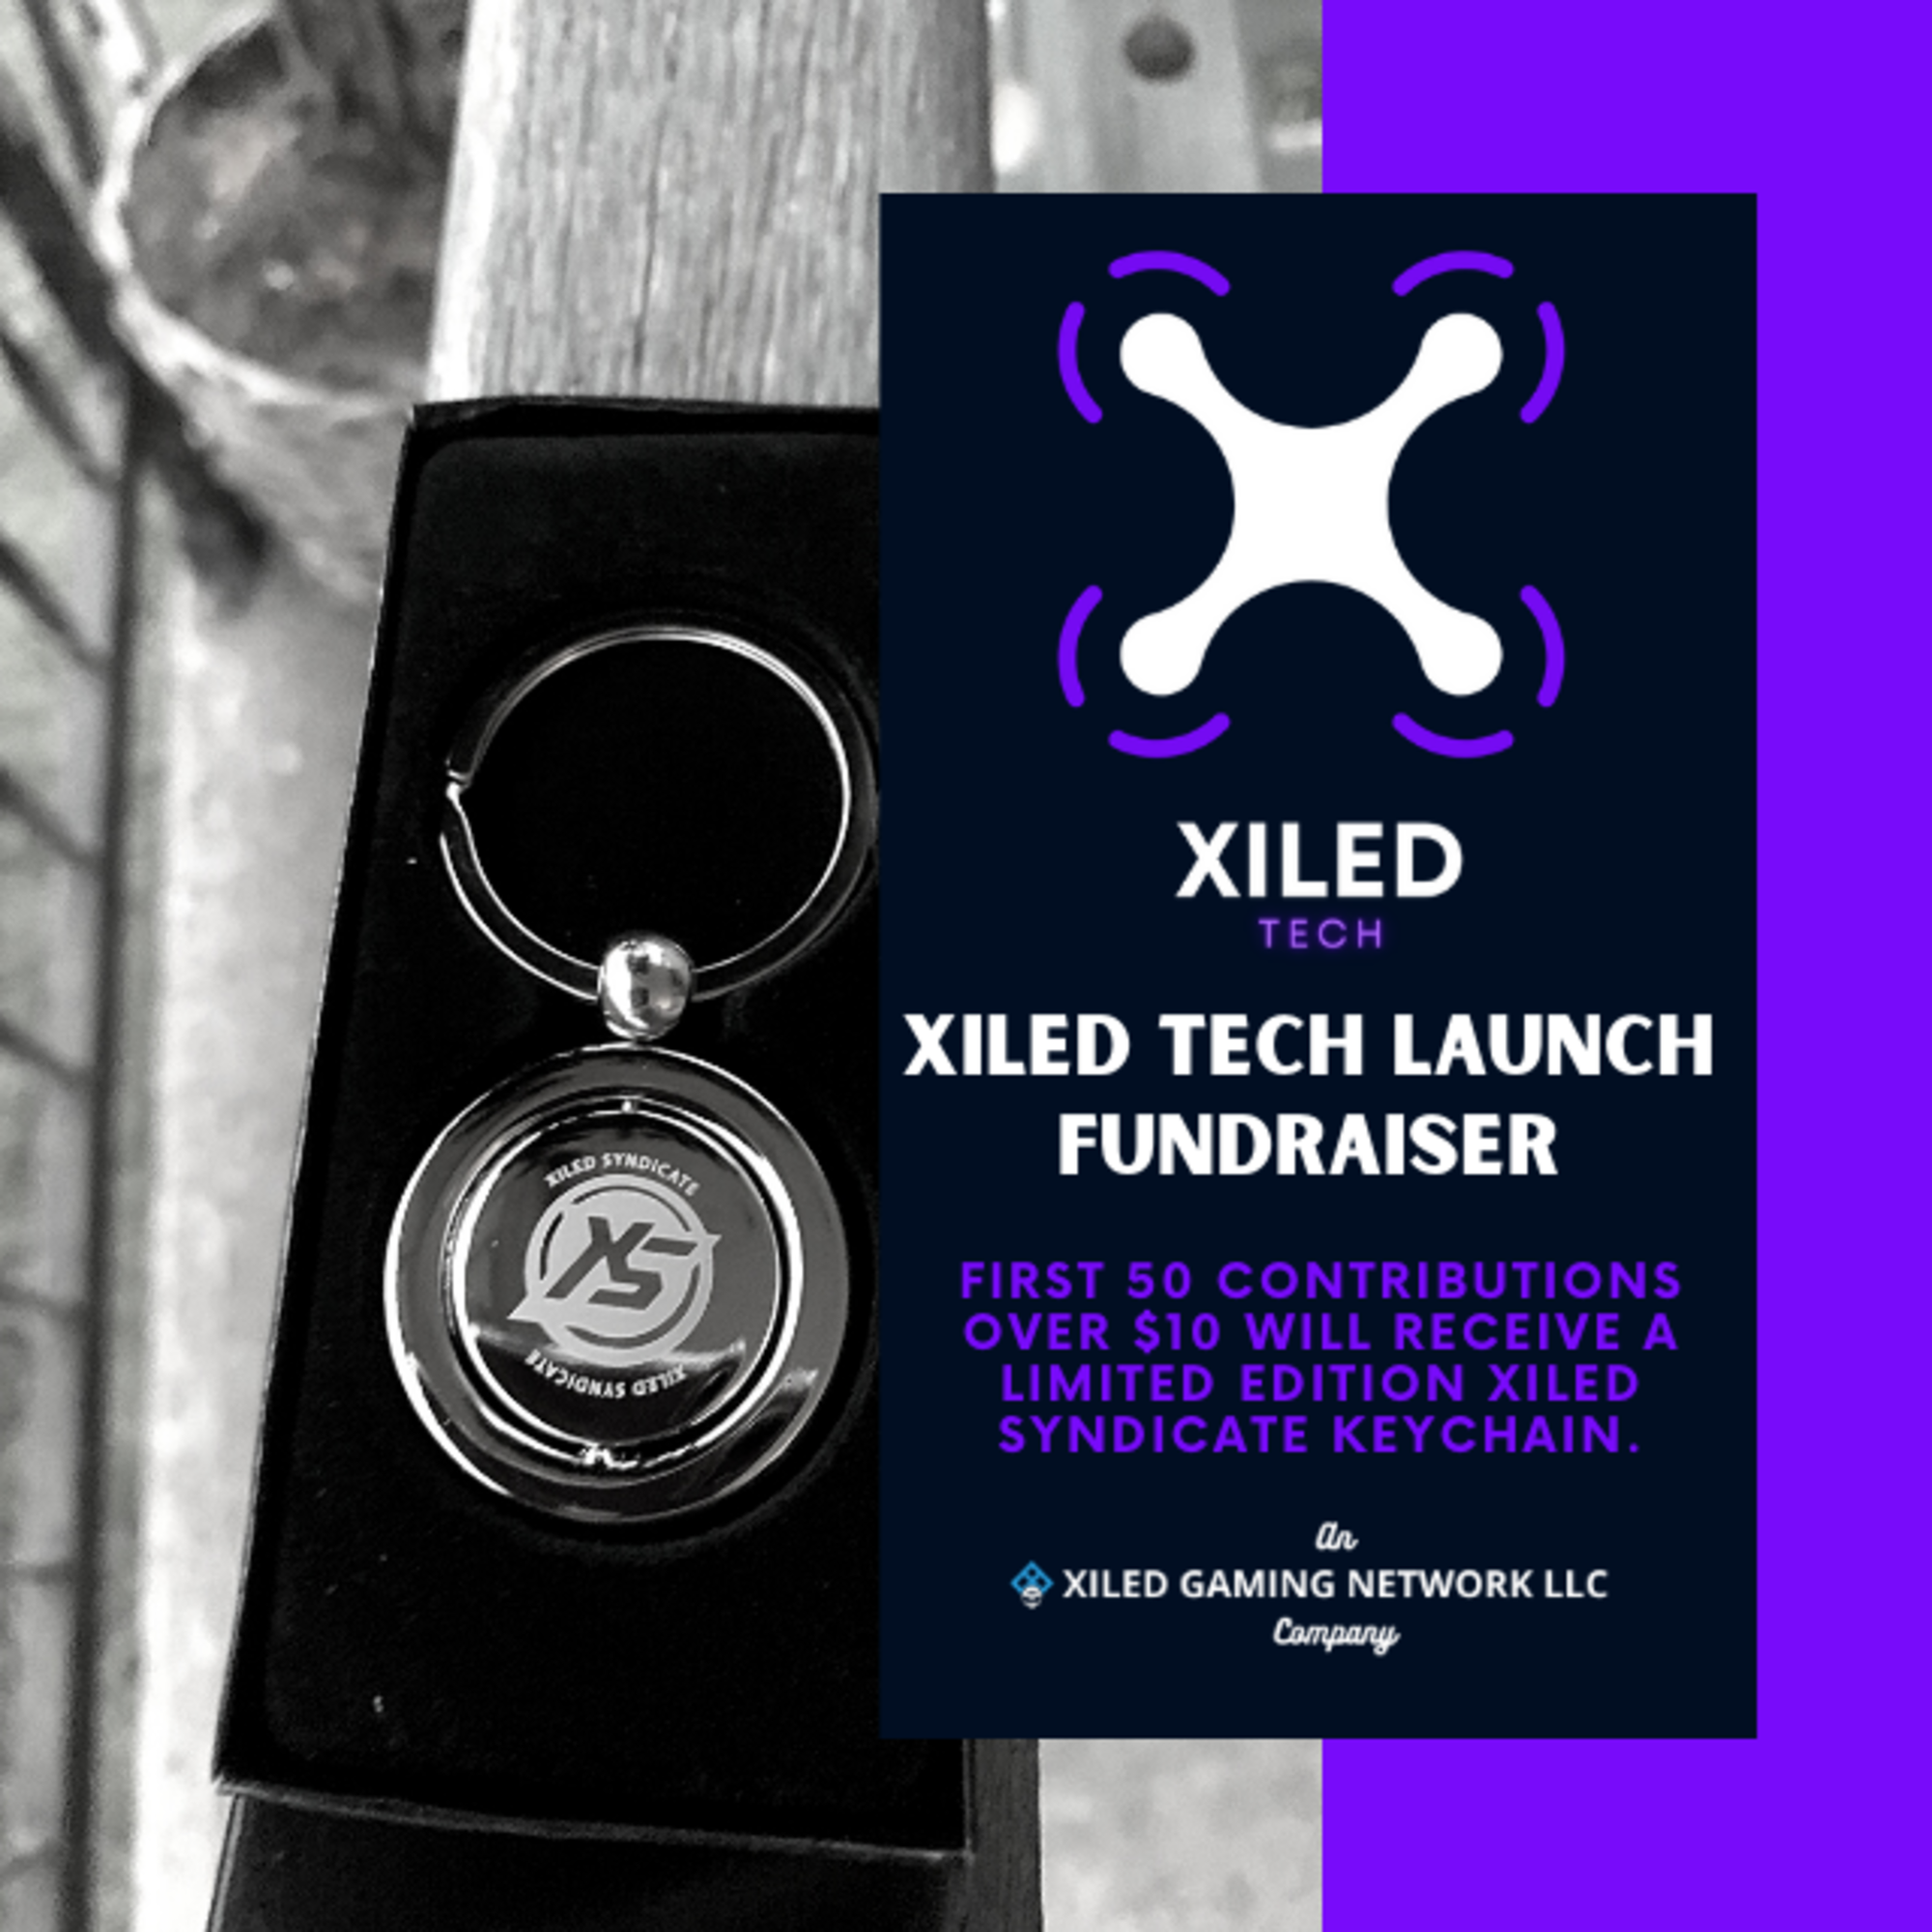 XILED
TECH
XILED TECH LAUNCH
FUNDRAISER
FIRST 50 CONTRIBUTIONS
OVER $10 WILL RECEIVE A
LIMITED EDITION XILED
SYNDICATE KEYCHAIN.
An
XILED GAMING NETWORK LLC
Company
XILED SYNDICATE
XS
XILED SYNDICATE